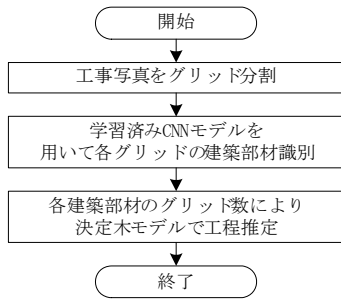 開始
工事写真をグリッド分割
学習済みCNNモデルを
用いて各グリッドの建築部材識別
各建築部材のグリッド数により
決定木モデルで工程推定
終了